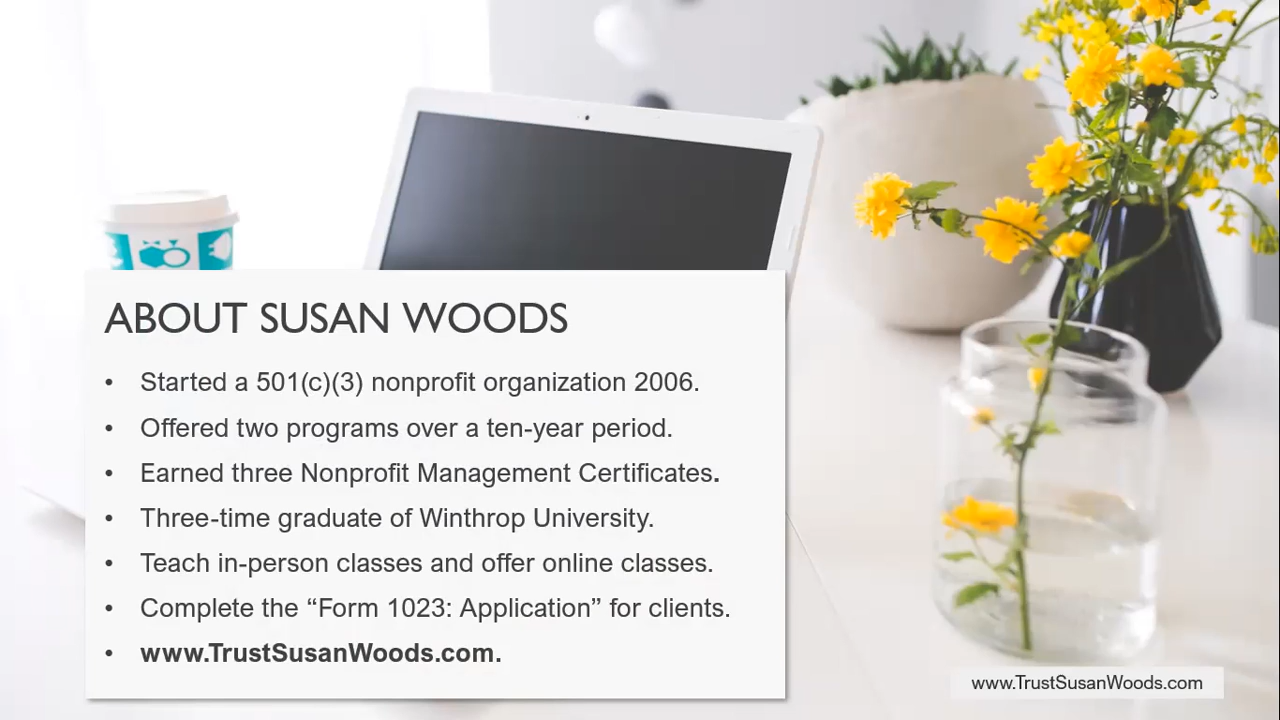 ABOUT SUSAN WOODS
• Started a 501(c)(3) nonprofit organization 2006.
• Offered two programs over a ten-year period.
• Earned three Nonprofit Management Certificates.
• Three-time graduate of Winthrop University.
• Teach in-person classes and offer online classes.
• Complete the “Form 1023: Application” for clients.
• www.TrustSusanWoods.com.
www.TrustSusanWoods.com